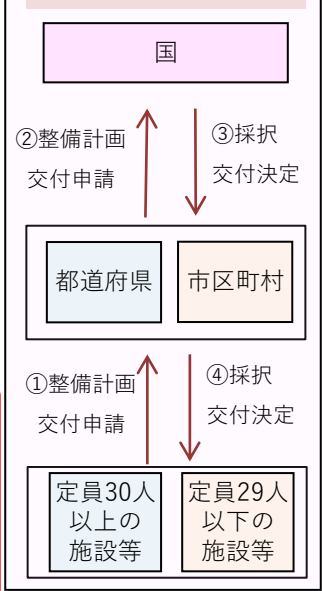 国
②整備計画
交付申請
③採択
交付決定
都道府県
市区町村
①整備計画
交付申請
④採択
交付決定
定員30人
以上の
施設等
定員29人
以下の
施設等